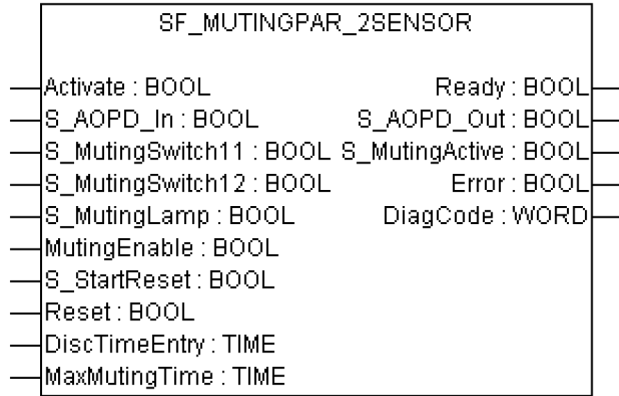 SF_MUTINGPAR_2SENSOR
Activate : BOOL Ready : BOOL
S_AOPD_In : BOOL S_AOPD_Out : BOOL
S_MutingSwitch11 : BOOL S_MutingActive : BOOL
S_MutingSwitch12 : BOOL Error : BOOL
S_MutingLamp : BOOL DiagCode : WORD
MutingEnable : BOOL
S_StartReset : BOOL
Reset : BOOL
DiscTimeEntry : TIME
MaxMutingTime : TIME